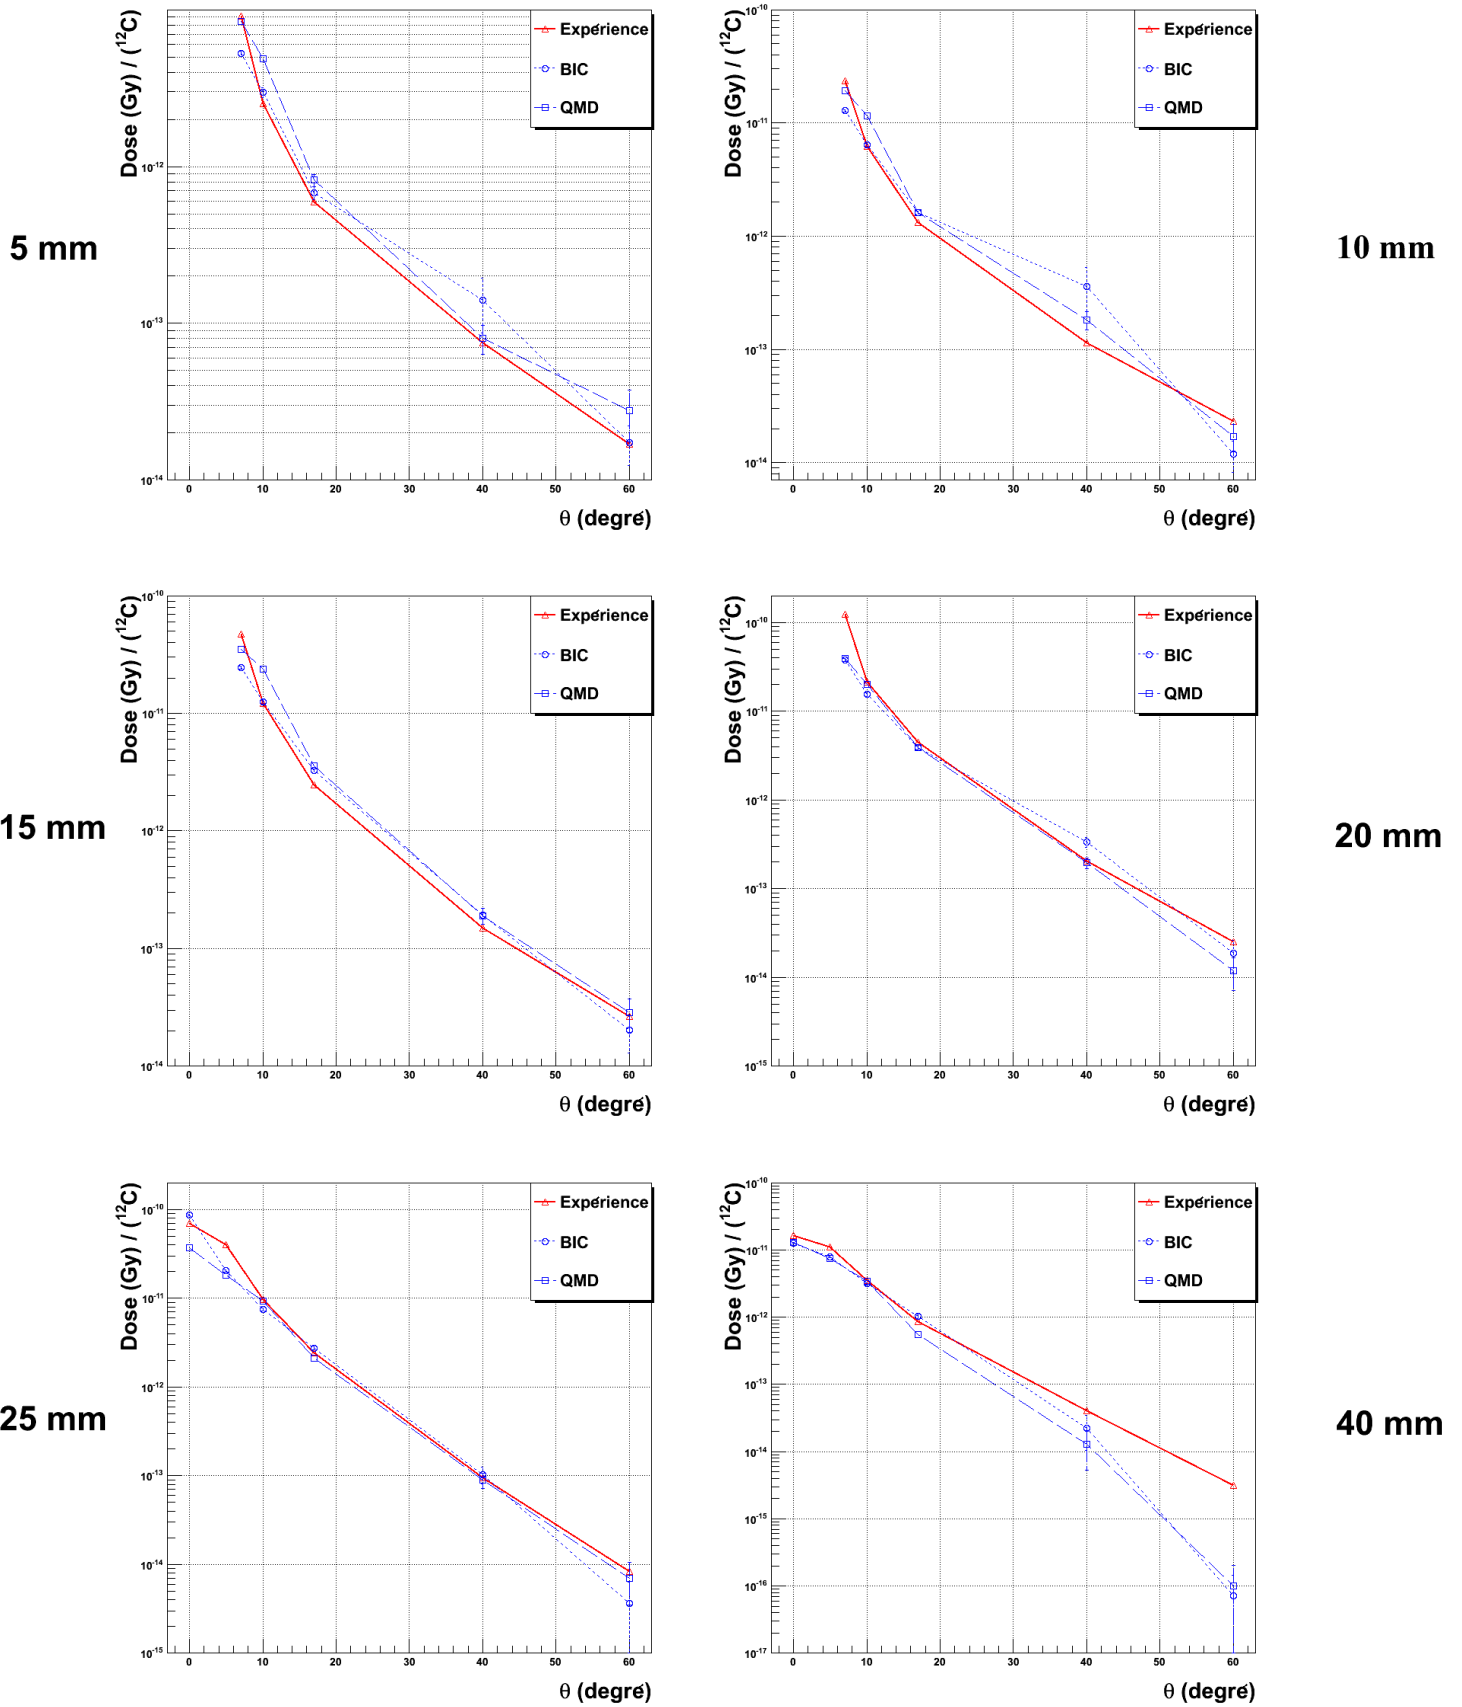 5 mm
Dose (Gy) / (¹²C)
10⁻¹²
10⁻¹³
10⁻¹⁴
0 10 20 30 40 50 60
θ (degré)
Expérience
BIC
QMD
10 mm
Dose (Gy) / (¹²C)
10⁻¹⁰
10⁻¹¹
10⁻¹²
10⁻¹³
10⁻¹⁴
0 10 20 30 40 50 60
θ (degré)
Expérience
BIC
QMD
15 mm
Dose (Gy) / (¹²C)
10⁻¹⁰
10⁻¹¹
10⁻¹²
10⁻¹³
10⁻¹⁴
0 10 20 30 40 50 60
θ (degré)
Expérience
BIC
QMD
20 mm
Dose (Gy) / (¹²C)
10⁻¹⁰
10⁻¹¹
10⁻¹²
10⁻¹³
10⁻¹⁴
10⁻¹⁵
0 10 20 30 40 50 60
θ (degré)
Expérience
BIC
QMD
25 mm
Dose (Gy) / (¹²C)
10⁻¹⁰
10⁻¹¹
10⁻¹²
10⁻¹³
10⁻¹⁴
10⁻¹⁵
0 10 20 30 40 50 60
θ (degré)
Expérience
BIC
QMD
40 mm
Dose (Gy) / (¹²C)
10⁻¹⁰
10⁻¹¹
10⁻¹²
10⁻¹³
10⁻¹⁴
10⁻¹⁵
10⁻¹⁶
10⁻¹⁷
0 10 20 30 40 50 60
θ (degré)
Expérience
BIC
QMD